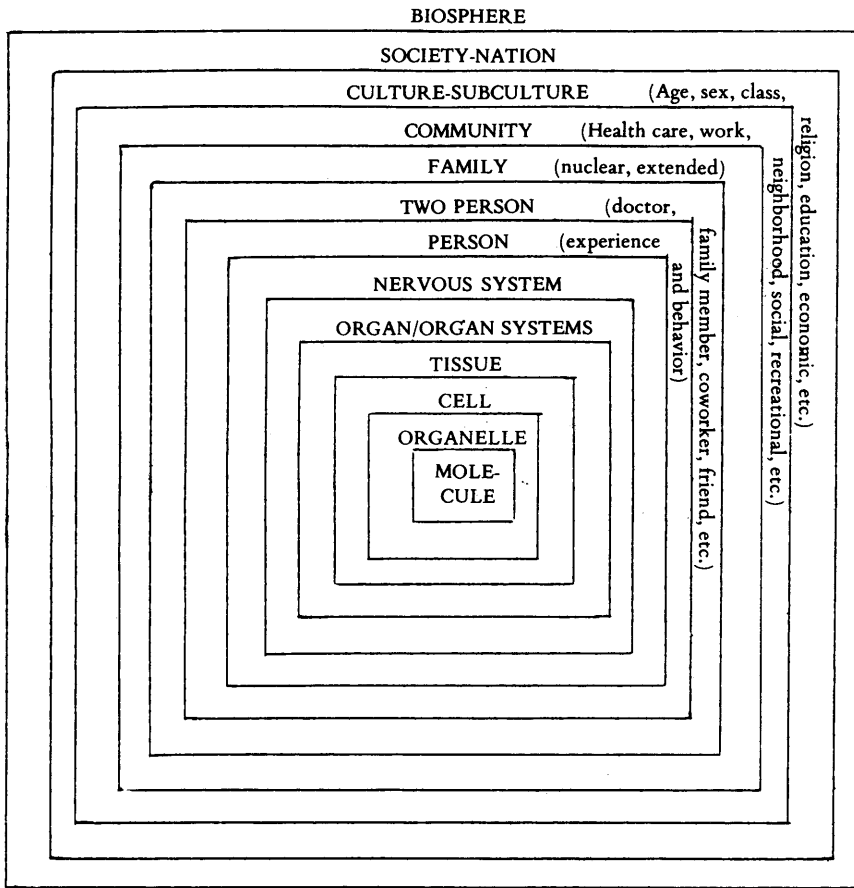 BIOSPHERE
SOCIETY-NATION
CULTURE-SUBCULTURE (Age, sex, class,
religion, education, economic, etc.)
COMMUNITY (Health care, work,
neighborhood, social, recreational, etc.)
FAMILY (nuclear, extended)
TWO PERSON (doctor,
family member, coworker, friend, etc.)
PERSON (experience
and behavior)
NERVOUS SYSTEM
ORGAN/ORGAN SYSTEMS
TISSUE
CELL
ORGANELLE
MOLE-
CULE